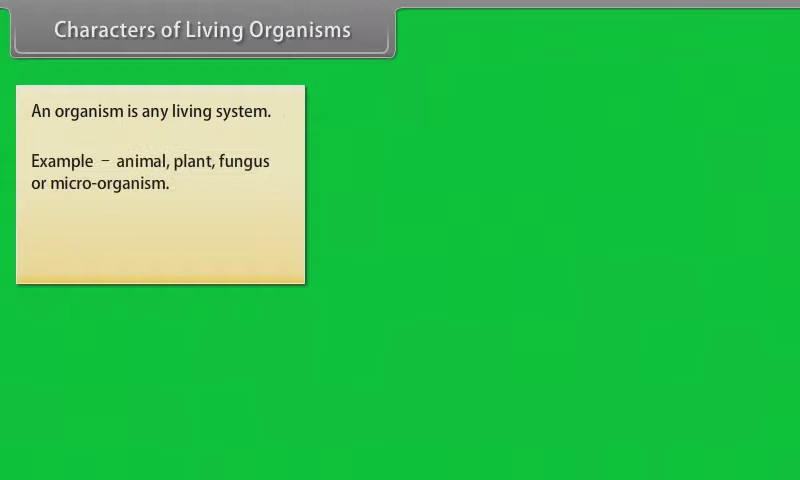 Characters of Living Organisms
An organism is any living system.
Example – animal, plant, fungus
or micro-organism.